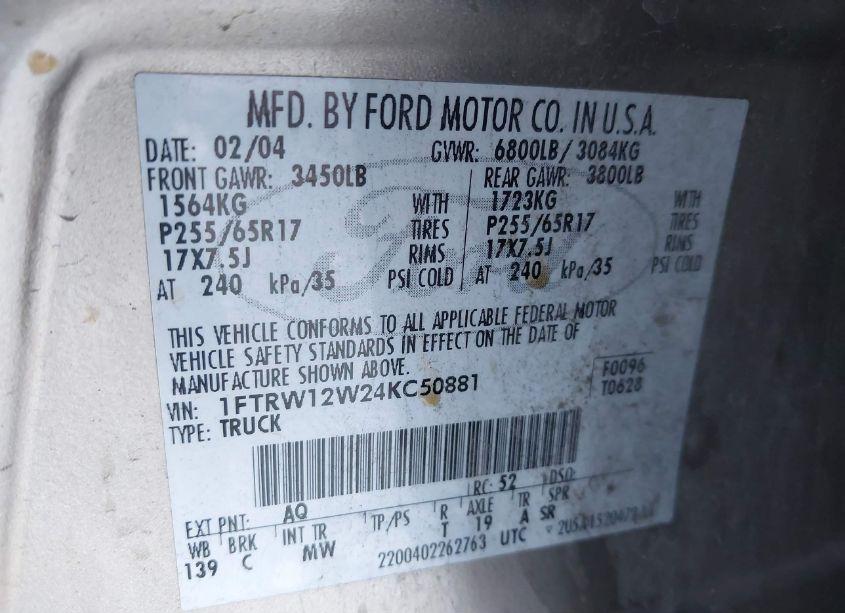 MFD. BY FORD MOTOR CO. IN U.S.A.
DATE: 02/04 GVWR: 6800LB/3084KG
FRONT GAWR: 3450LB REAR GAWR: 3800LB
1564KG WITH 1723KG WITH
P255/65R17 TIRES P255/65R17 TIRES
17X7.5J RIMS 17X7.5J RIMS
AT 240 kPa/35 PSI COLD AT 240 kPa/35 PSI COLD
Ford
THIS VEHICLE CONFORMS TO ALL APPLICABLE FEDERAL MOTOR
VEHICLE SAFETY STANDARDS IN EFFECT ON THE DATE OF
MANUFACTURE SHOWN ABOVE.
F0096
VIN: 1FTRW12W24KC50881
T0628
TYPE: TRUCK
RC: 52 DSO:
EXT PNT: AQ
WB BRK INT TR TP/PS R AXLE TR SPR
139 C MW T 19 A SR
2200402262763 UTC